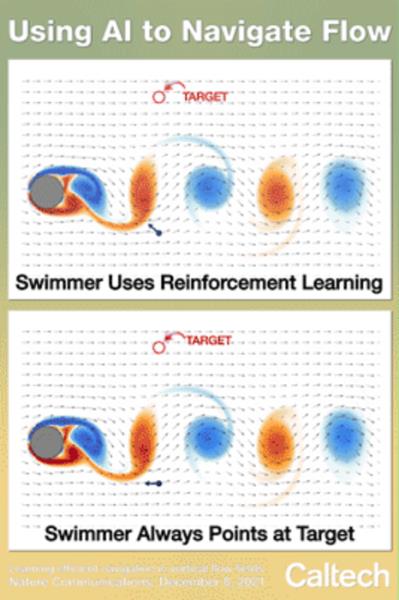 Using AI to Navigate Flow
TARGET
Swimmer Uses Reinforcement Learning
TARGET
Swimmer Always Points at Target
Learning efficient navigation in vortical flow fields
Nature Communications, December 8, 2021
Caltech